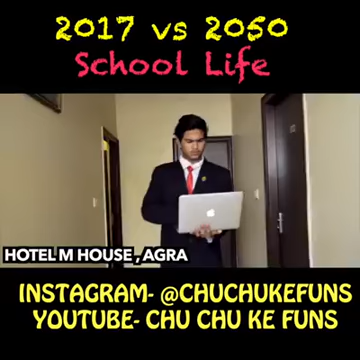 2017 vs 2050
School Life
HOTEL M HOUSE , AGRA
INSTAGRAM- @CHUCHUKEFUNS
YOUTUBE- CHU CHU KE FUNS